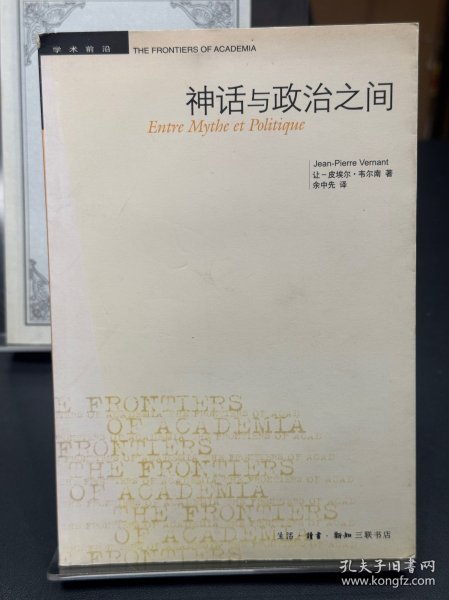 学术前沿 THE FRONTIERS OF ACADEMIA
神话与政治之间
Entre Mythe et Politique
Jean-Pierre Vernant
让-皮埃尔·韦尔南 著
余中先 译
E FRONTIERS
OF ACADEMIA
FRONTIERS
THE FRONTIERS
OF ACADEMIA
THE FRONTIERS
OF ACADEMIA
FRONTIERS
生活·读书·新知三联书店
孔夫子旧书网
www.kongfz.com